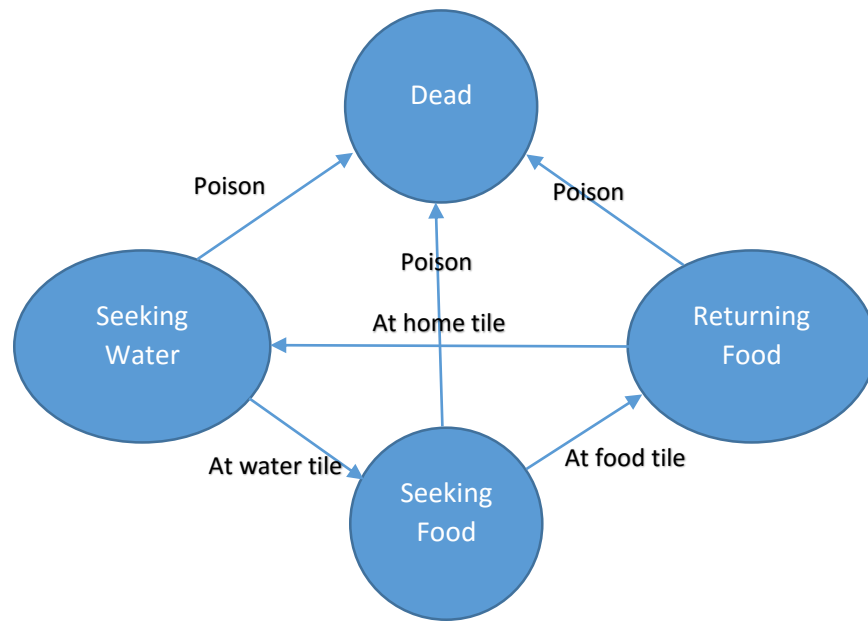 Dead
Poison
Poison
Poison
Seeking
Water
At home tile
Returning
Food
At water tile
At food tile
Seeking
Food